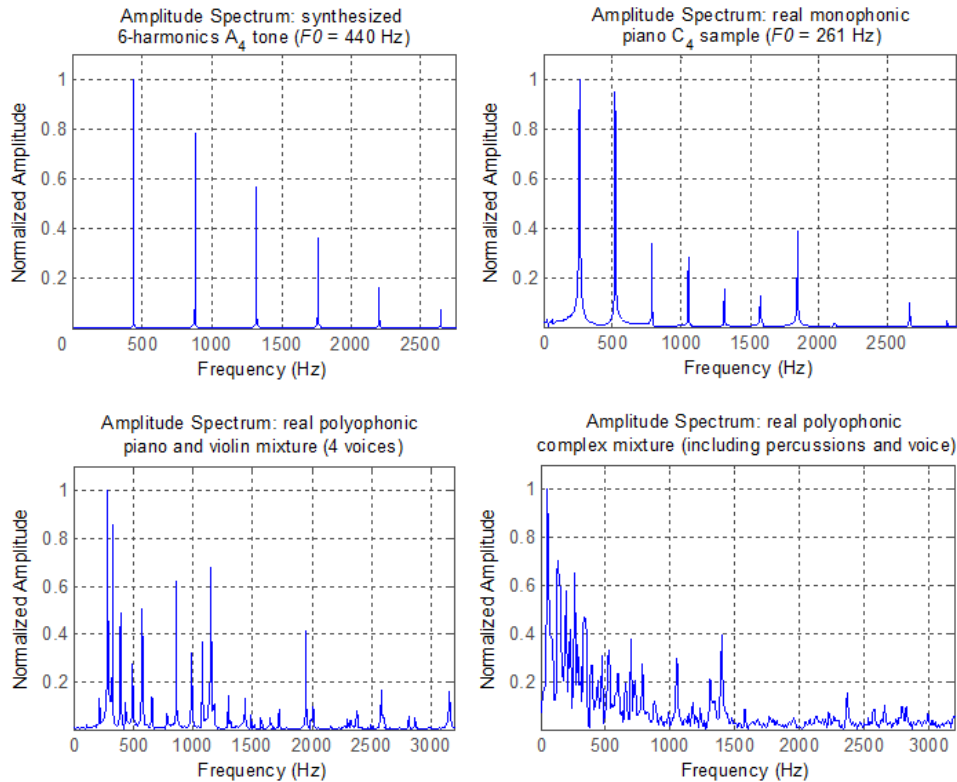 Amplitude Spectrum: synthesized
6-harmonics A4 tone (F0 = 440 Hz)
Normalized Amplitude
1
0.8
0.6
0.4
0.2
0 500 1000 1500 2000 2500
Frequency (Hz)
Amplitude Spectrum: real monophonic
piano C4 sample (F0 = 261 Hz)
Normalized Amplitude
1
0.8
0.6
0.4
0.2
0 500 1000 1500 2000 2500
Frequency (Hz)
Amplitude Spectrum: real polyophonic
piano and violin mixture (4 voices)
Normalized Amplitude
1
0.8
0.6
0.4
0.2
0 500 1000 1500 2000 2500 3000
Frequency (Hz)
Amplitude Spectrum: real polyophonic
complex mixture (including percussions and voice)
Normalized Amplitude
1
0.8
0.6
0.4
0.2
0 500 1000 1500 2000 2500 3000
Frequency (Hz)